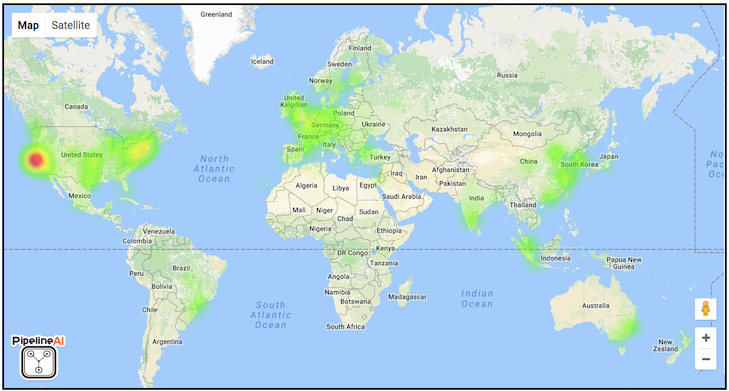 Map Satellite
Greenland
Iceland
Finland
Sweden
Norway
Russia
Canada
United
Kingdom
Poland
Germany
Ukraine
France
Kazakhstan
Mongolia
Spain
Italy
Turkey
United States
North
Atlantic
Ocean
China
South Korea
Japan
No
Pac
Oc
Afghanistan
Iraq
Iran
Pakistan
Algeria
Libya
Egypt
Saudi Arabia
Mexico
India
Mali
Niger
Sudan
Chad
Thailand
Nigeria
Ethiopia
Venezuela
Colombia
DR Congo
Kenya
Indonesia
Papua New
Guinea
Tanzania
Brazil
Peru
Angola
Bolivia
Namibia
Botswana
Madagascar
South
Atlantic
Ocean
Indian
Ocean
Australia
Chile
South Africa
Argentina
New
Zealand
PipelineAI
+
−